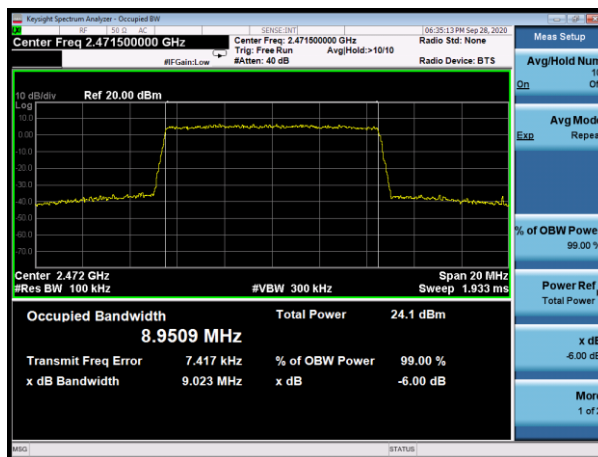 Keysight Spectrum Analyzer - Occupied BW
RF 50 Ω AC SENSE:INT 06:35:13 PM Sep 28, 2020
Center Freq 2.471500000 GHz Center Freq: 2.471500000 GHz Radio Std: None
Trig: Free Run Avg|Hold:>10/10
#IFGain:Low #Atten: 40 dB Radio Device: BTS
10 dB/div Ref 20.00 dBm
Log
10.0
0.00
-10.0
-20.0
-30.0
-40.0
-50.0
-60.0
-70.0
Center 2.472 GHz Span 20 MHz
#Res BW 100 kHz #VBW 300 kHz Sweep 1.933 ms
Occupied Bandwidth Total Power 24.1 dBm
8.9509 MHz
Transmit Freq Error 7.417 kHz % of OBW Power 99.00 %
x dB Bandwidth 9.023 MHz x dB -6.00 dB
MSG STATUS
Meas Setup
Avg/Hold Num
10
On Of
Avg Mode
Exp Repea
% of OBW Power
99.00 %
Power Ref
Total Power
x dB
-6.00 dB
More
1 of 2